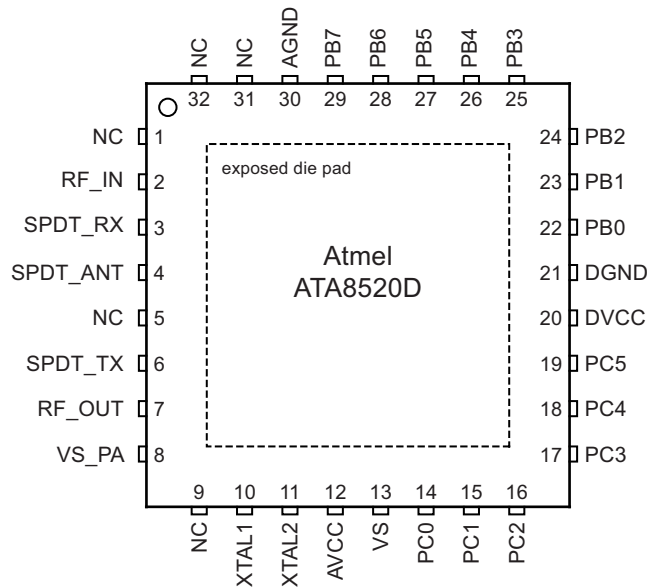 NC
NC
AGND
PB7
PB6
PB5
PB4
PB3
32 31 30 29 28 27 26 25
NC 1
RF_IN 2
SPDT_RX 3
SPDT_ANT 4
NC 5
SPDT_TX 6
RF_OUT 7
VS_PA 8
exposed die pad
Atmel
ATA8520D
24 PB2
23 PB1
22 PB0
21 DGND
20 DVCC
19 PC5
18 PC4
17 PC3
9 10 11 12 13 14 15 16
NC
XTAL1
XTAL2
AVCC
VS
PC0
PC1
PC2